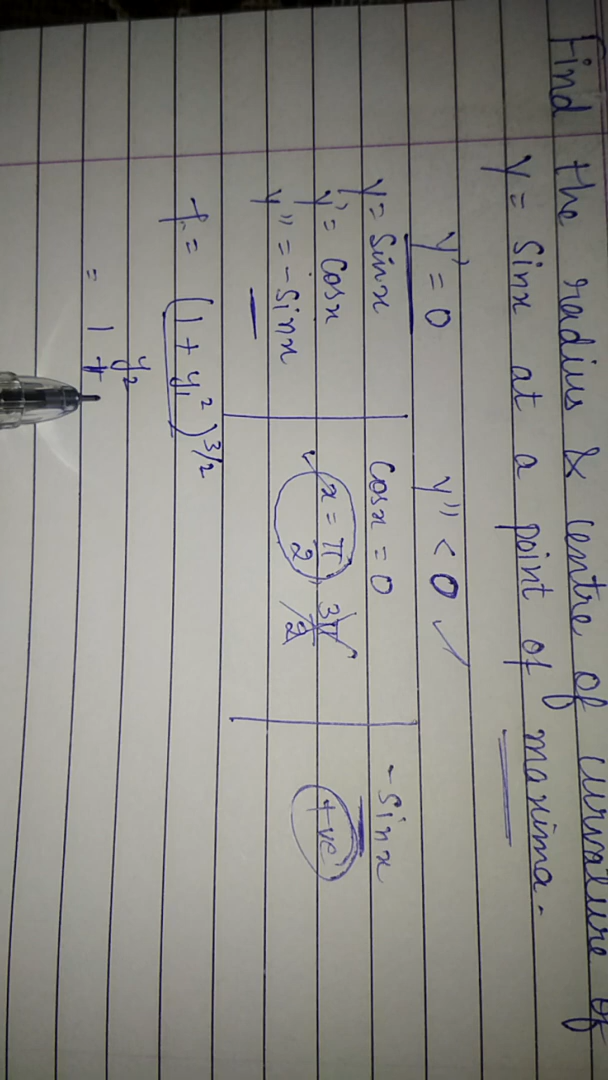 Find the radius & centre of curvature of
y = sinx at a point of maxima.
y' = 0 y'' < 0 ✓
y = sinx cosx = 0 - sinx
y' = cosx x = π/2, 3π/2 +ve
y'' = - sinx
f = (1 + y₁²)^3/2
y₂
= 1